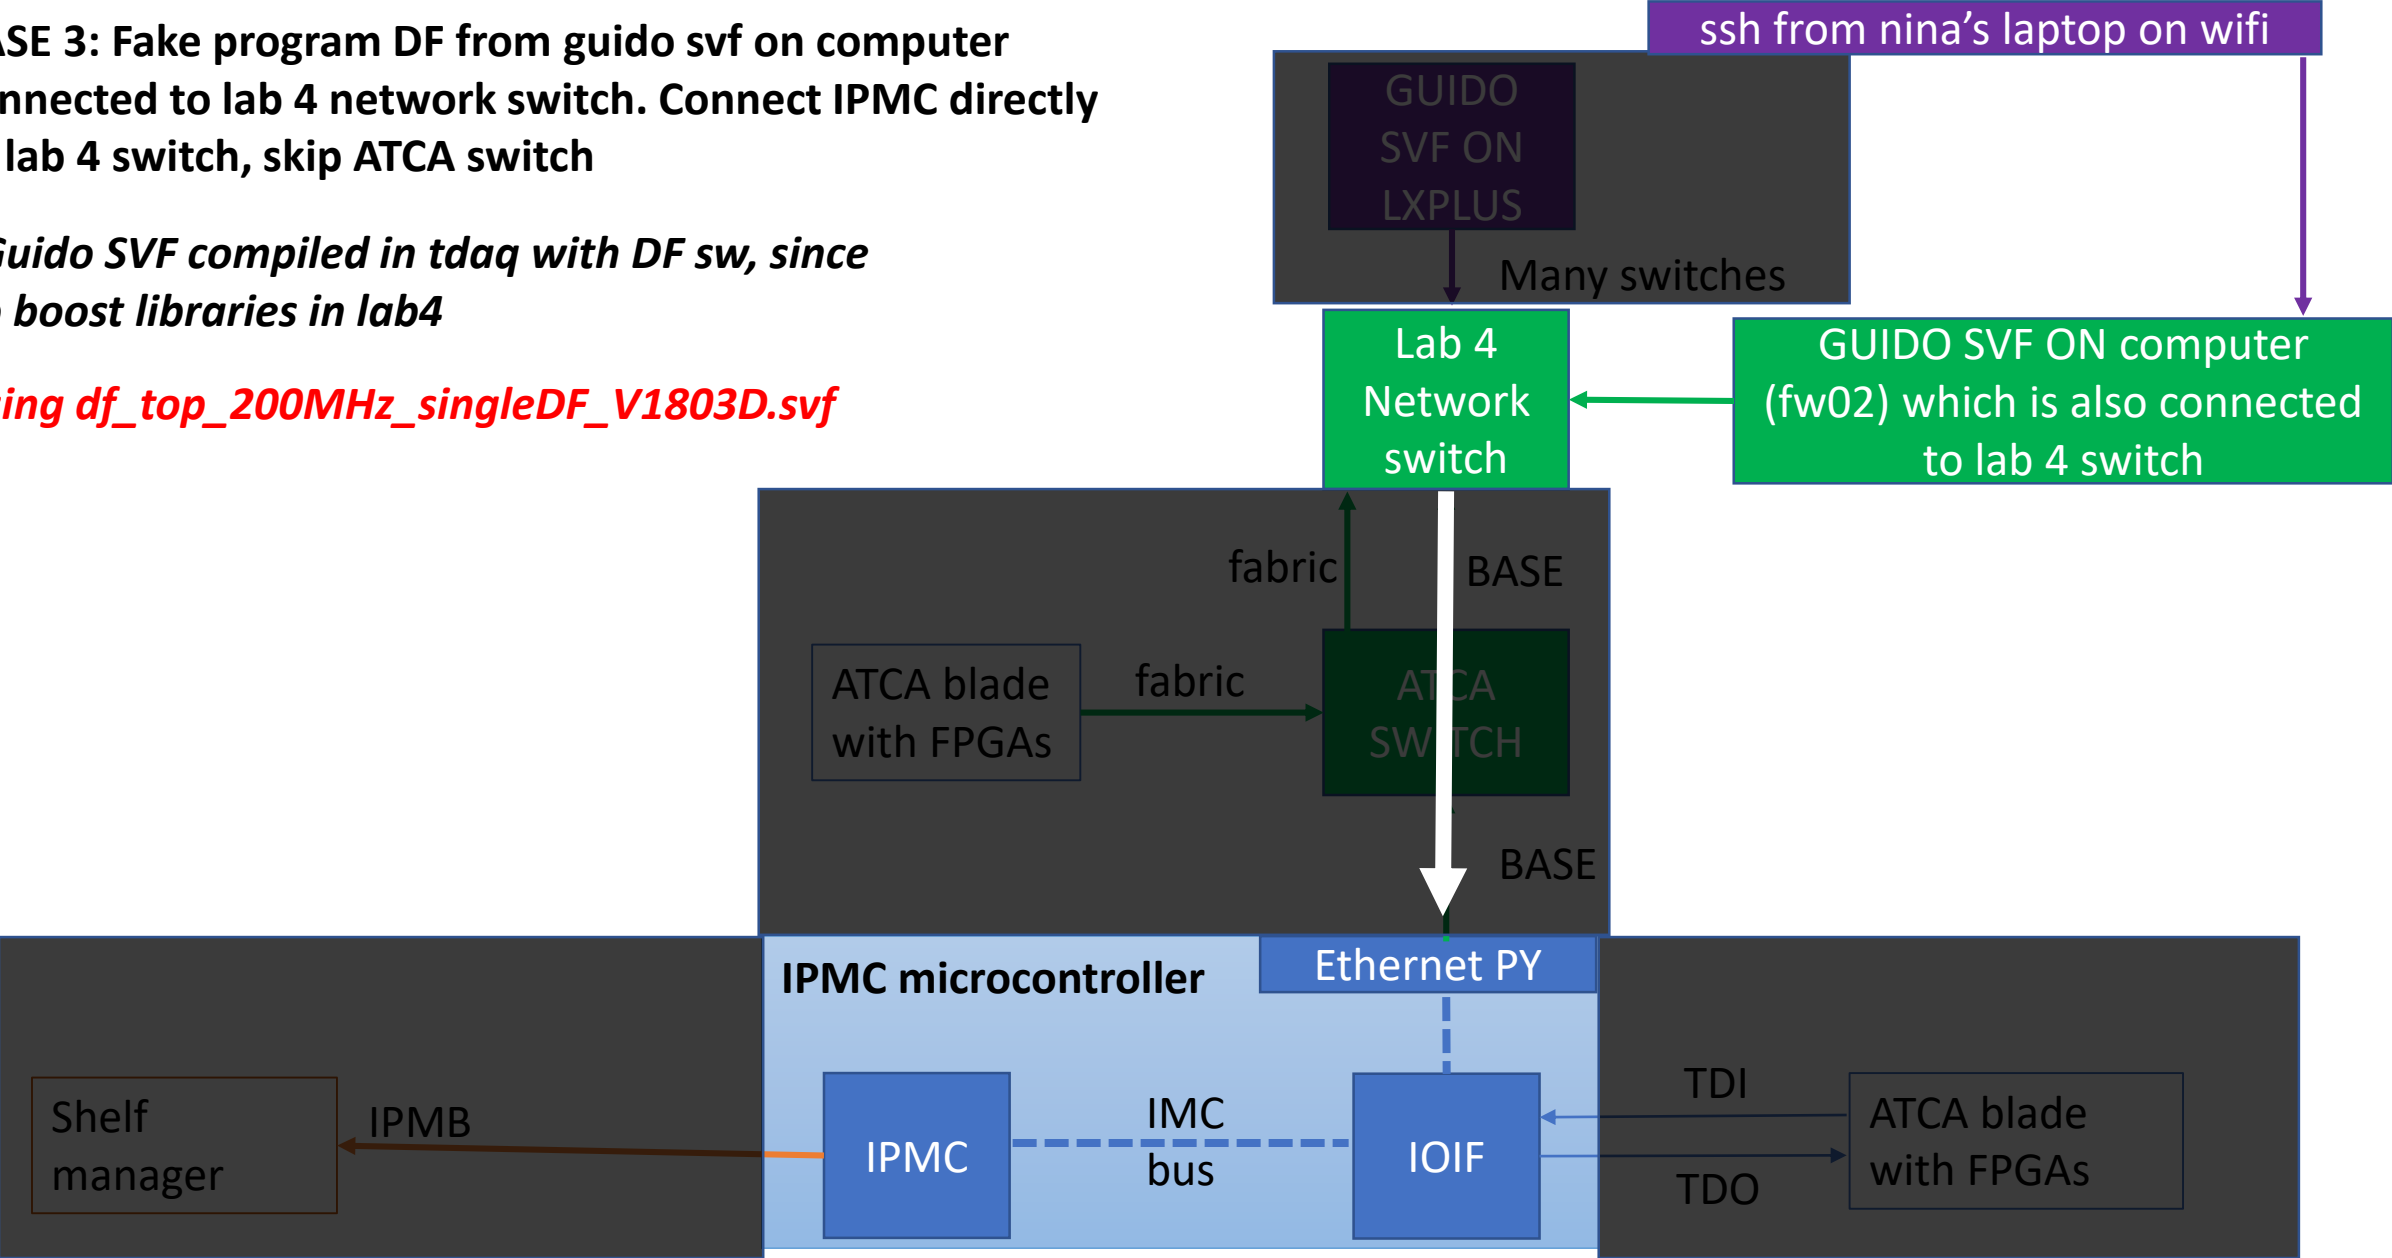 ASE 3: Fake program DF from guido svf on computer
nnected to lab 4 network switch. Connect IPMC directly
lab 4 switch, skip ATCA switch
Guido SVF compiled in tdaq with DF sw, since
boost libraries in lab4
ing df_top_200MHz_singleDF_V1803D.svf
ssh from nina’s laptop on wifi
GUIDO
SVF ON
LXPLUS
Many switches
Lab 4
Network
switch
GUIDO SVF ON computer
(fw02) which is also connected
to lab 4 switch
fabric
BASE
ATCA blade
with FPGAs
fabric
ATCA
SWITCH
BASE
IPMC microcontroller
Ethernet PY
Shelf
manager
IPMB
IPMC
IMC
bus
IOIF
TDI
TDO
ATCA blade
with FPGAs